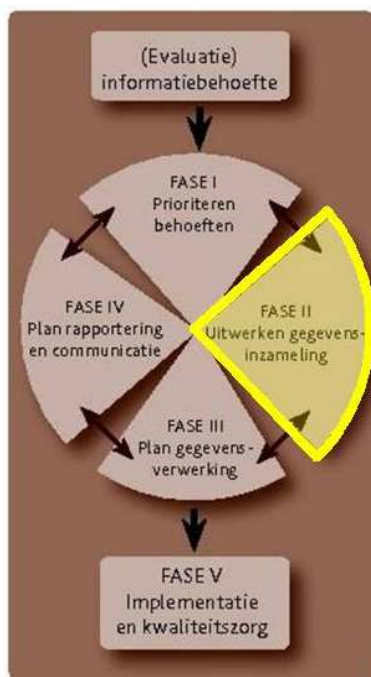 (Evaluatie)
informatiebehoefte
FASE I
Prioriteren
behoeften
FASE II
Uitwerken gegevens-
inzameling
FASE III
Plan gegevens-
verwerking
FASE IV
Plan rapportering
en communicatie
FASE V
Implementatie
en kwaliteitszorg